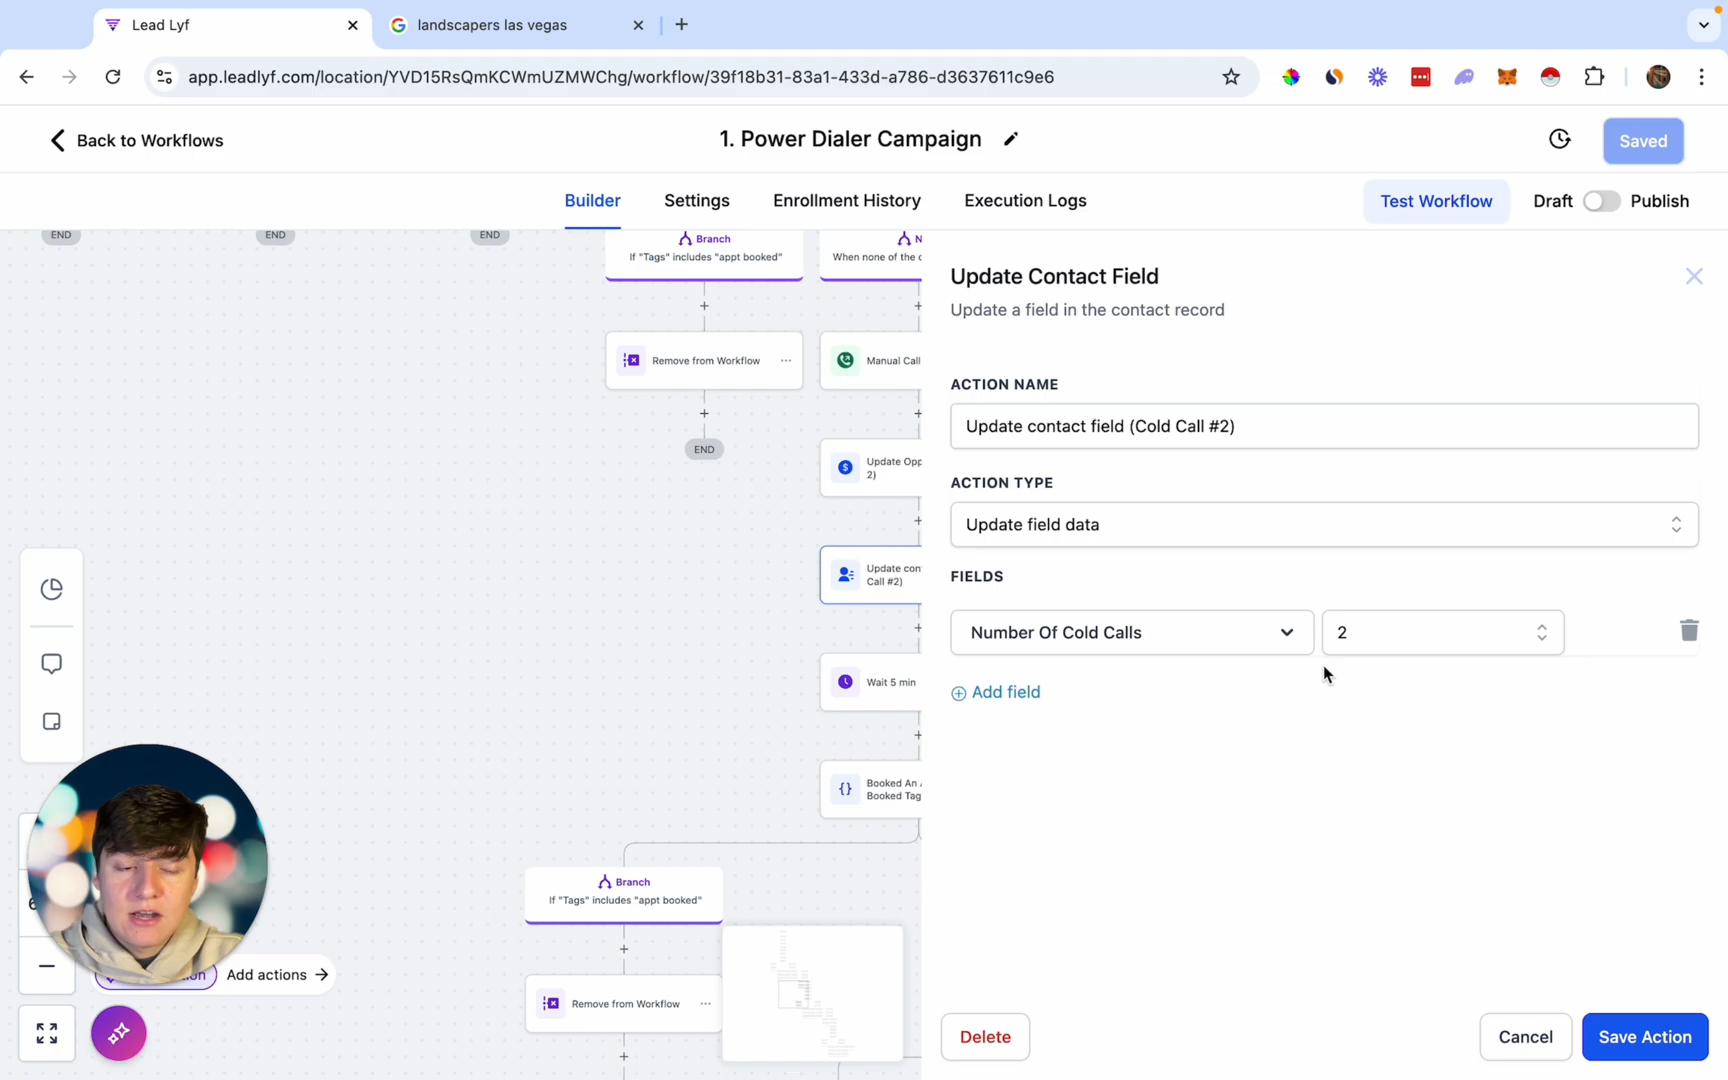 Lead Lyf
landscapers las vegas
app.leadlyf.com/location/YVD15RsQmKCWmUZMWChg/workflow/39f18b31-83a1-433d-a786-d3637611c9e6
Back to Workflows
1. Power Dialer Campaign
Saved
Builder
Settings
Enrollment History
Execution Logs
Test Workflow
Draft
Publish
END
END
END
Branch
If "Tags" includes "appt booked"
N
When none of the c
Remove from Workflow
Manual Call
END
Update Opp
2)
Update con
Call #2)
Wait 5 min
Booked An
Booked Tag
Branch
If "Tags" includes "appt booked"
Remove from Workflow
Add actions
Update Contact Field
Update a field in the contact record
ACTION NAME
Update contact field (Cold Call #2)
ACTION TYPE
Update field data
FIELDS
Number Of Cold Calls
2
Add field
Delete
Cancel
Save Action